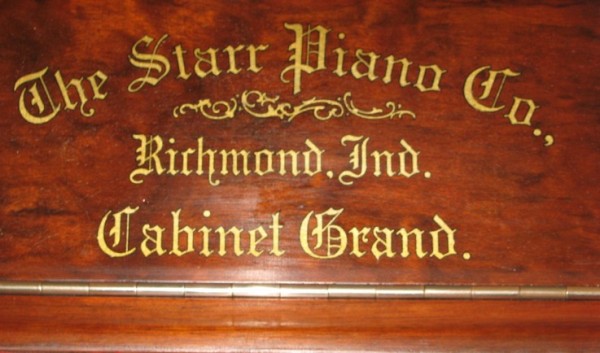 The Starr Piano Co.,
Richmond, Ind.
Cabinet Grand.